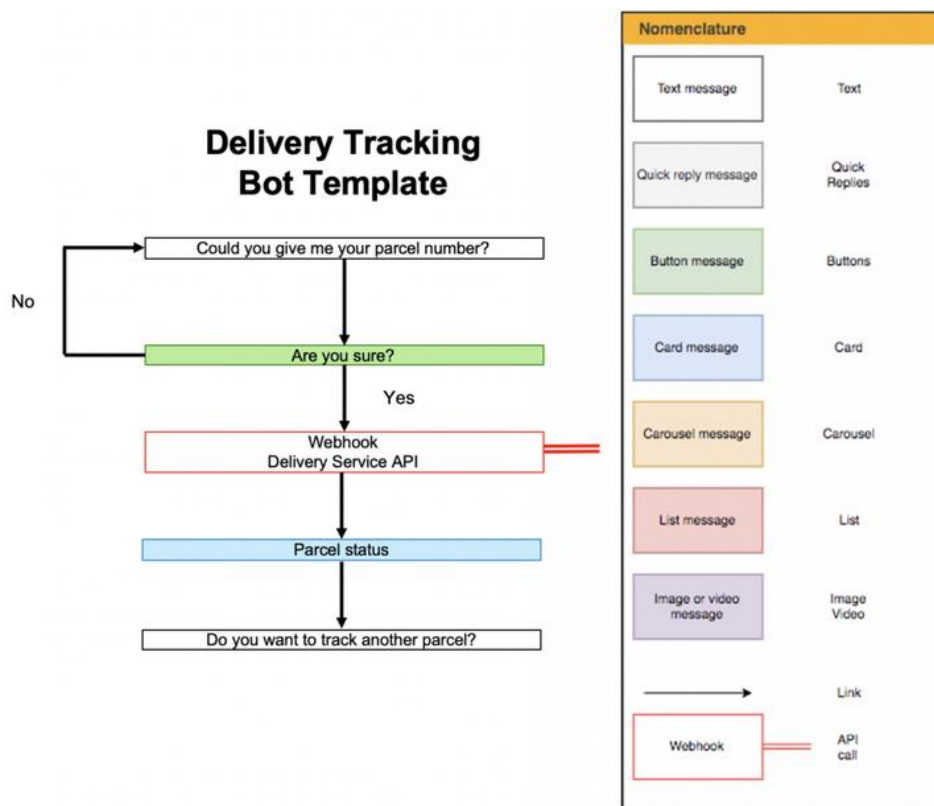 Delivery Tracking
Bot Template
Could you give me your parcel number?
No
Are you sure?
Yes
Webhook
Delivery Service API
Parcel status
Do you want to track another parcel?
Nomenclature
Text message
Text
Quick reply message
Quick
Replies
Button message
Buttons
Card message
Card
Carousel message
Carousel
List message
List
Image or video
message
Image
Video
Link
Webhook
API
call